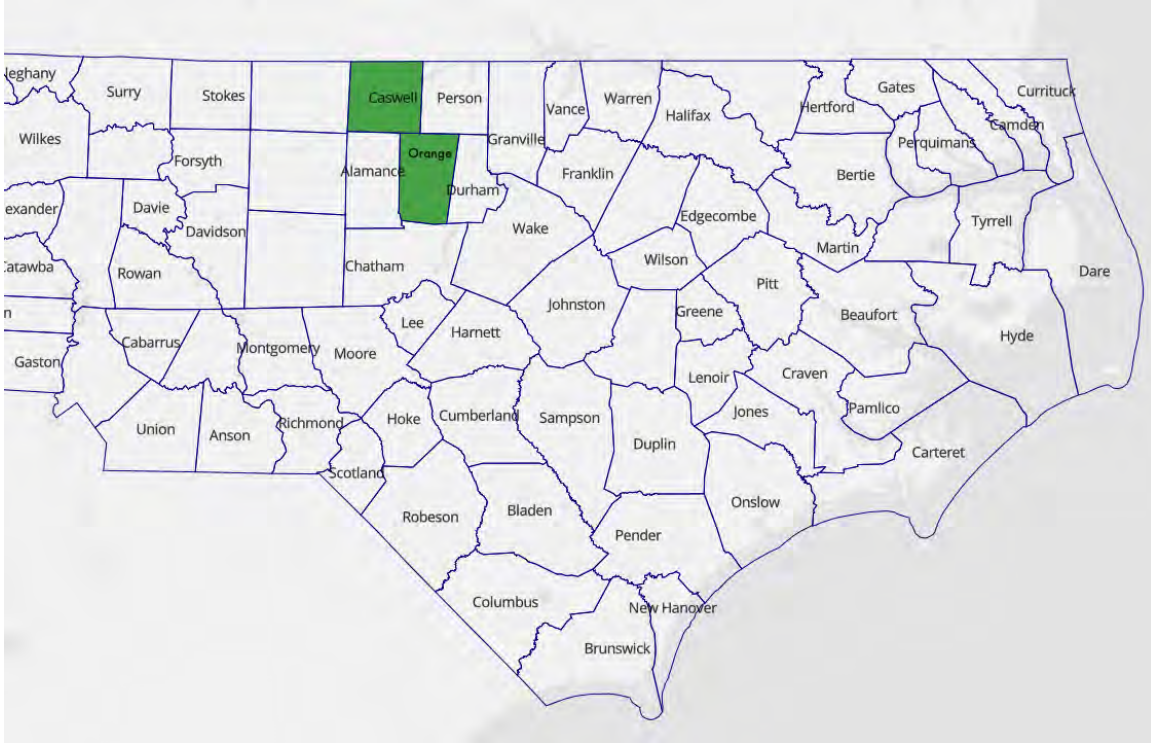 leghany
Surry
Stokes
Caswell
Person
Vance
Warren
Halifax
Hertford
Gates
Currituck
Camden
Wilkes
Forsyth
Alamance
Orange
Granville
Durham
Franklin
Perquimans
Bertie
exander
Davie
Davidson
Edgecombe
Martin
Tyrrell
Dare
Wake
Wilson
Catawba
Rowan
Chatham
Johnston
Pitt
Greene
Beaufort
Hyde
n
Lee
Harnett
Cabarrus
Montgomery
Moore
Gaston
Lenoir
Craven
Union
Anson
Richmond
Hoke
Cumberland
Sampson
Duplin
Jones
Pamlico
Carteret
Scotland
Robeson
Bladen
Onslow
Pender
Columbus
New Hanover
Brunswick